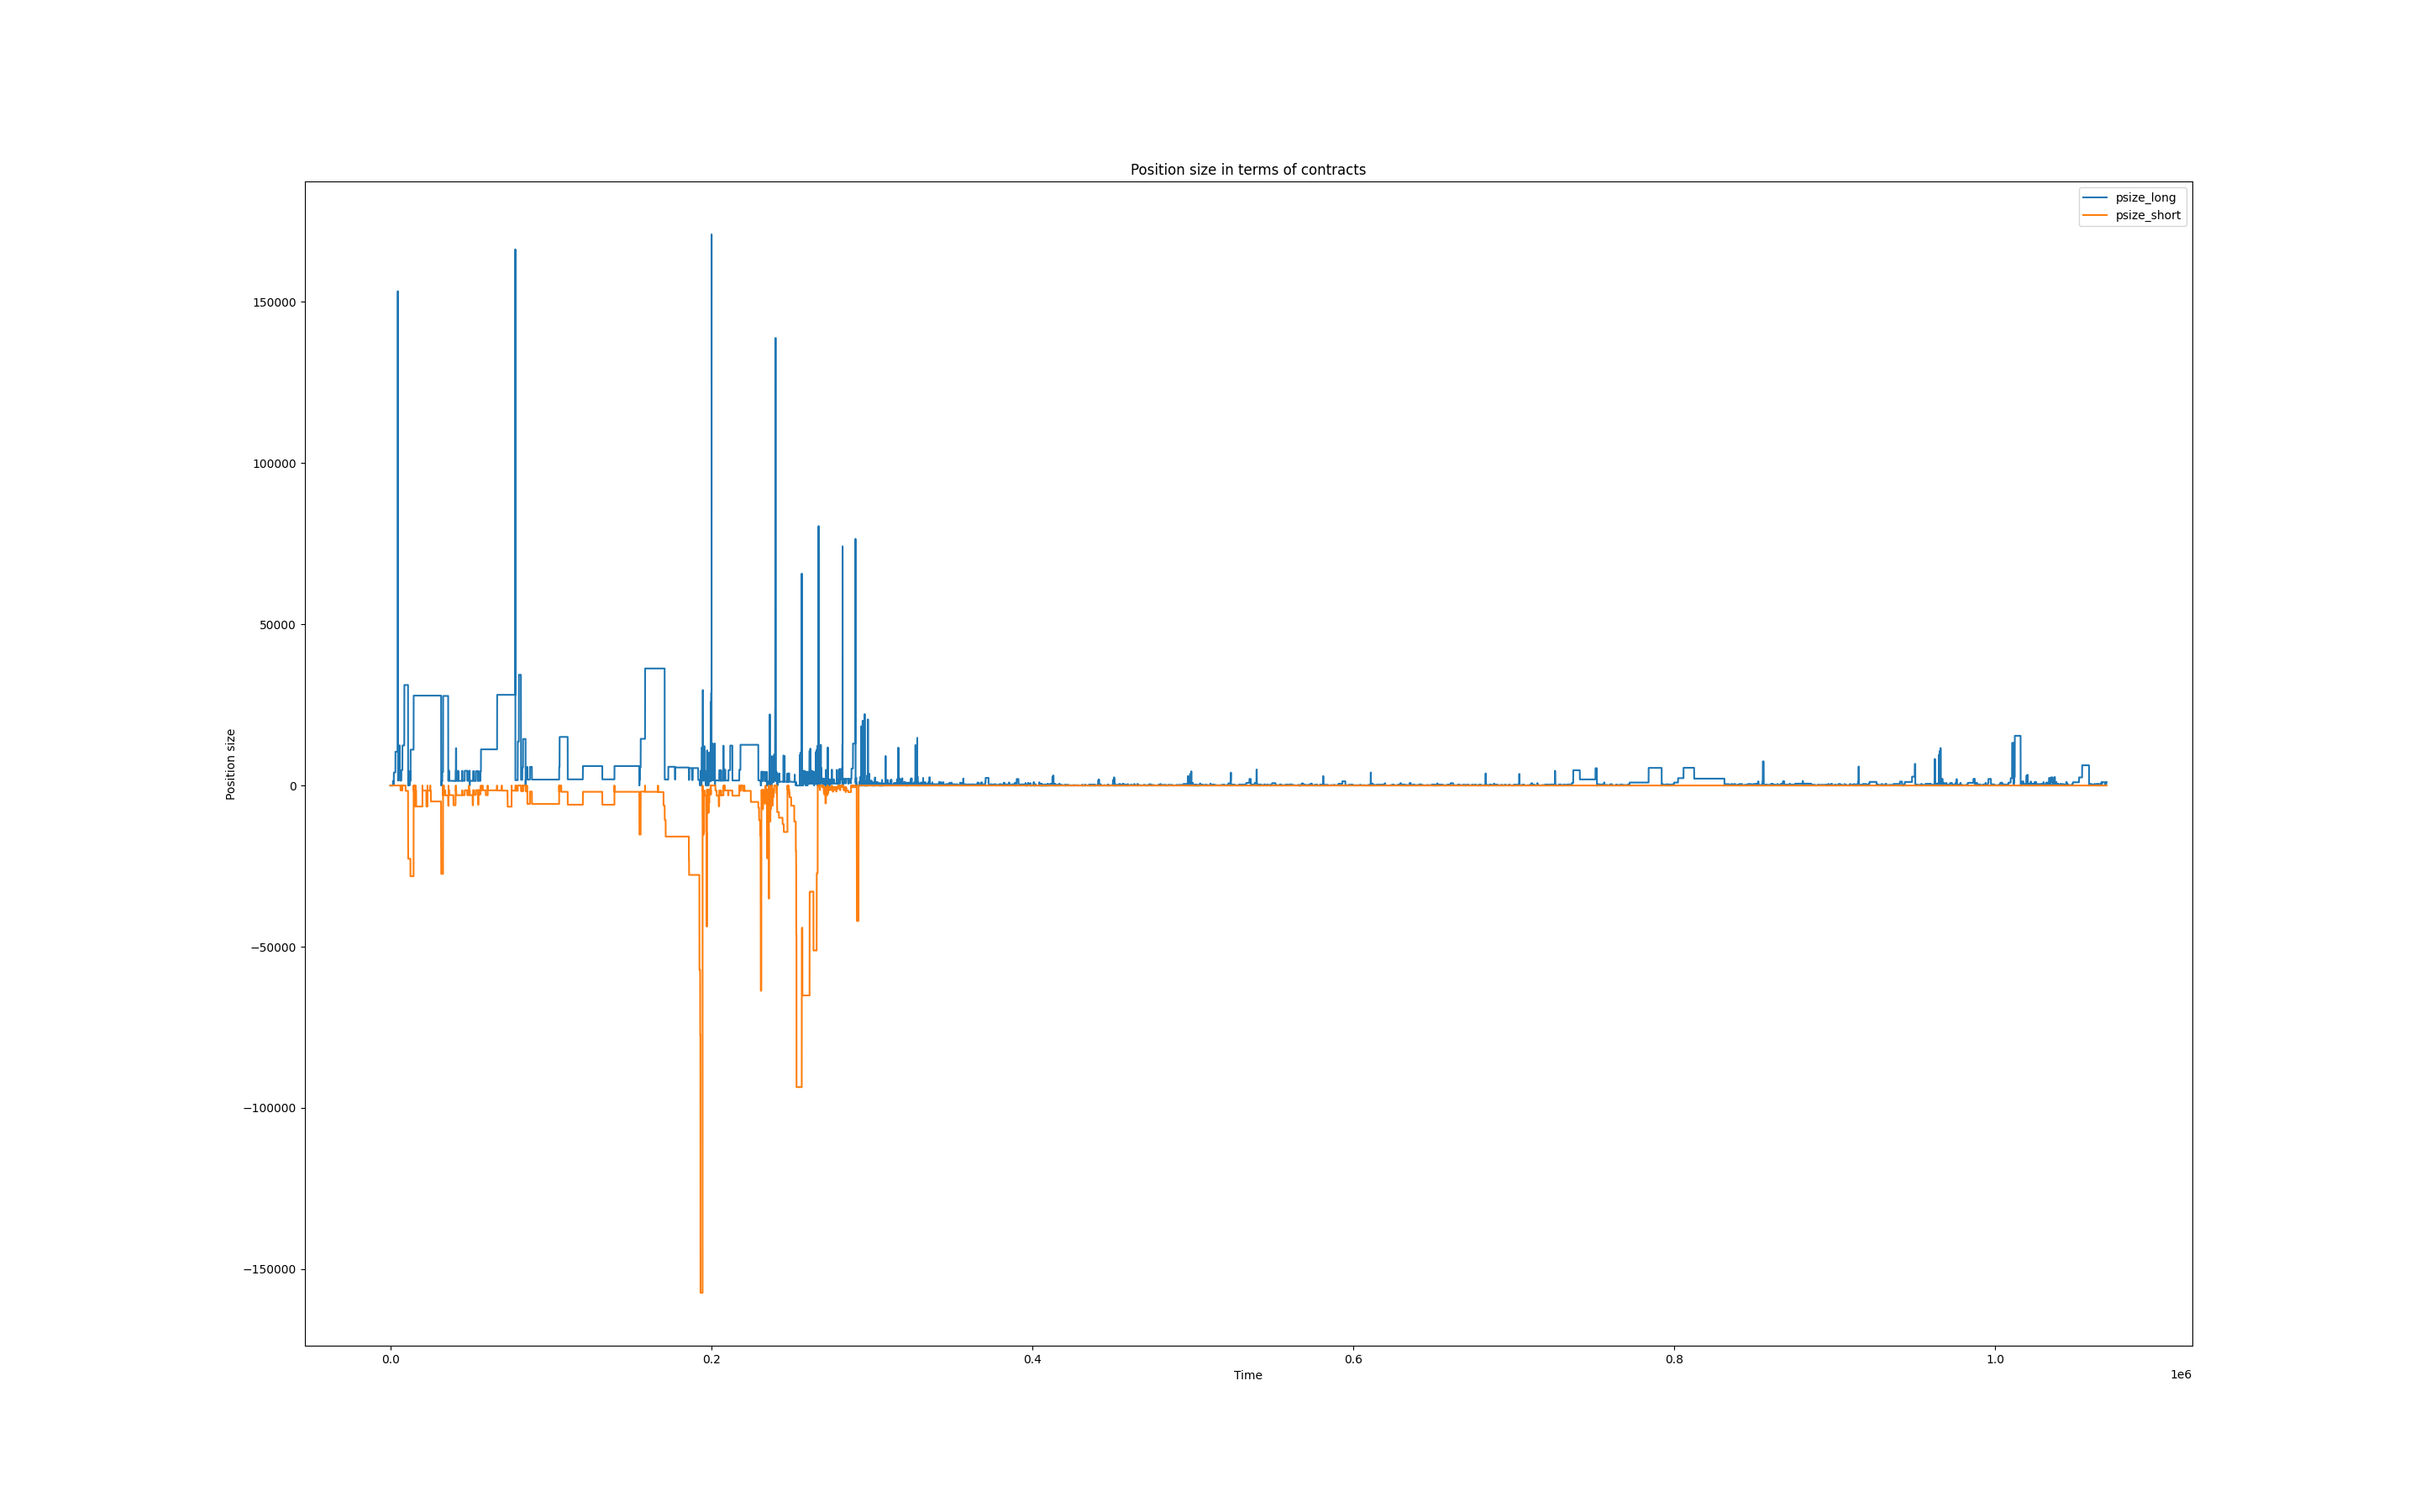 Position size in terms of contracts
psize_long
psize_short
150000
100000
50000
0
−50000
−100000
−150000
Position size
0.0 0.2 0.4 0.6 0.8 1.0
Time
1e6